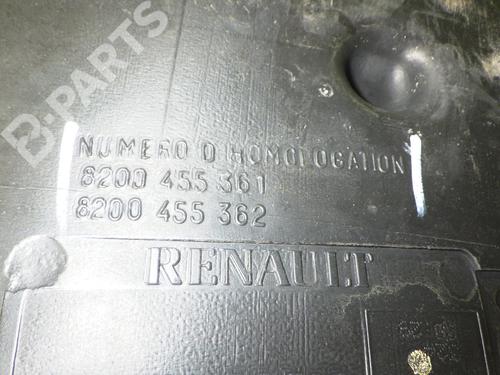 B-PARTS
NUMERO D HOMOLOGATION
8200 455 361
8200 455 362
RENAULT